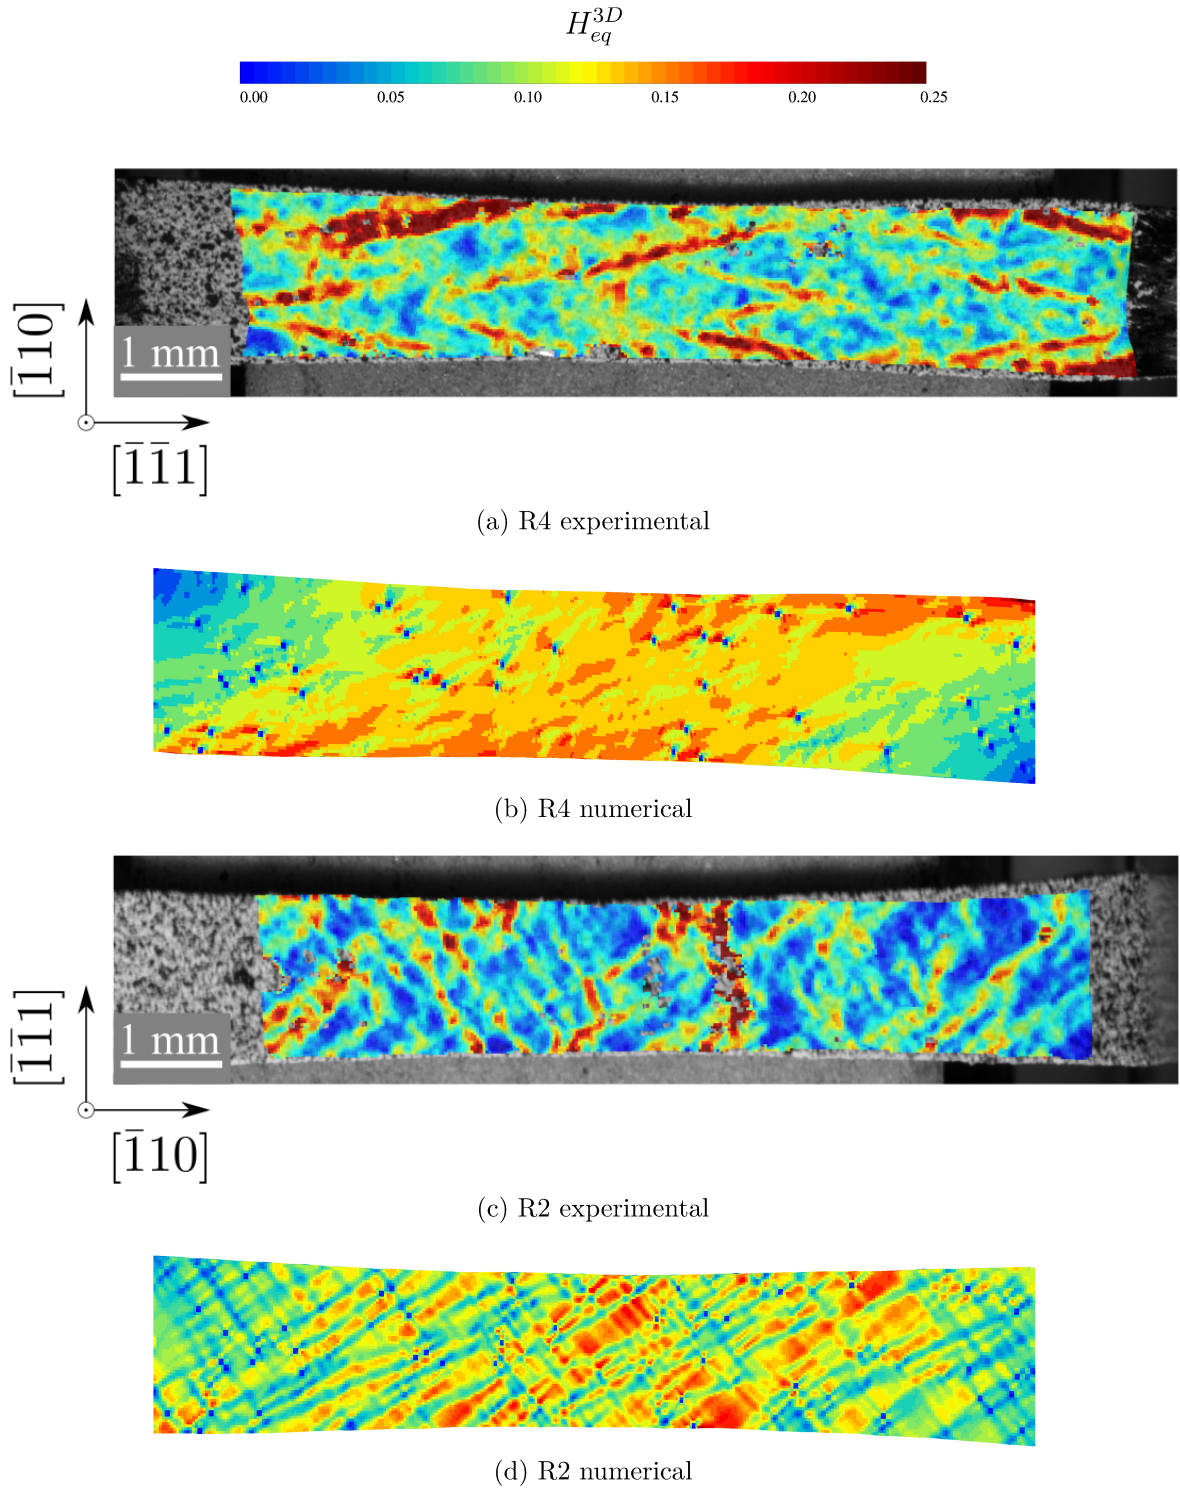 H_{eq}^{3D}
0.00 0.05 0.10 0.15 0.20 0.25
[1̄10]
1 mm
[1̄1̄1]
(a) R4 experimental
(b) R4 numerical
[1̄1̄1]
1 mm
[1̄10]
(c) R2 experimental
(d) R2 numerical